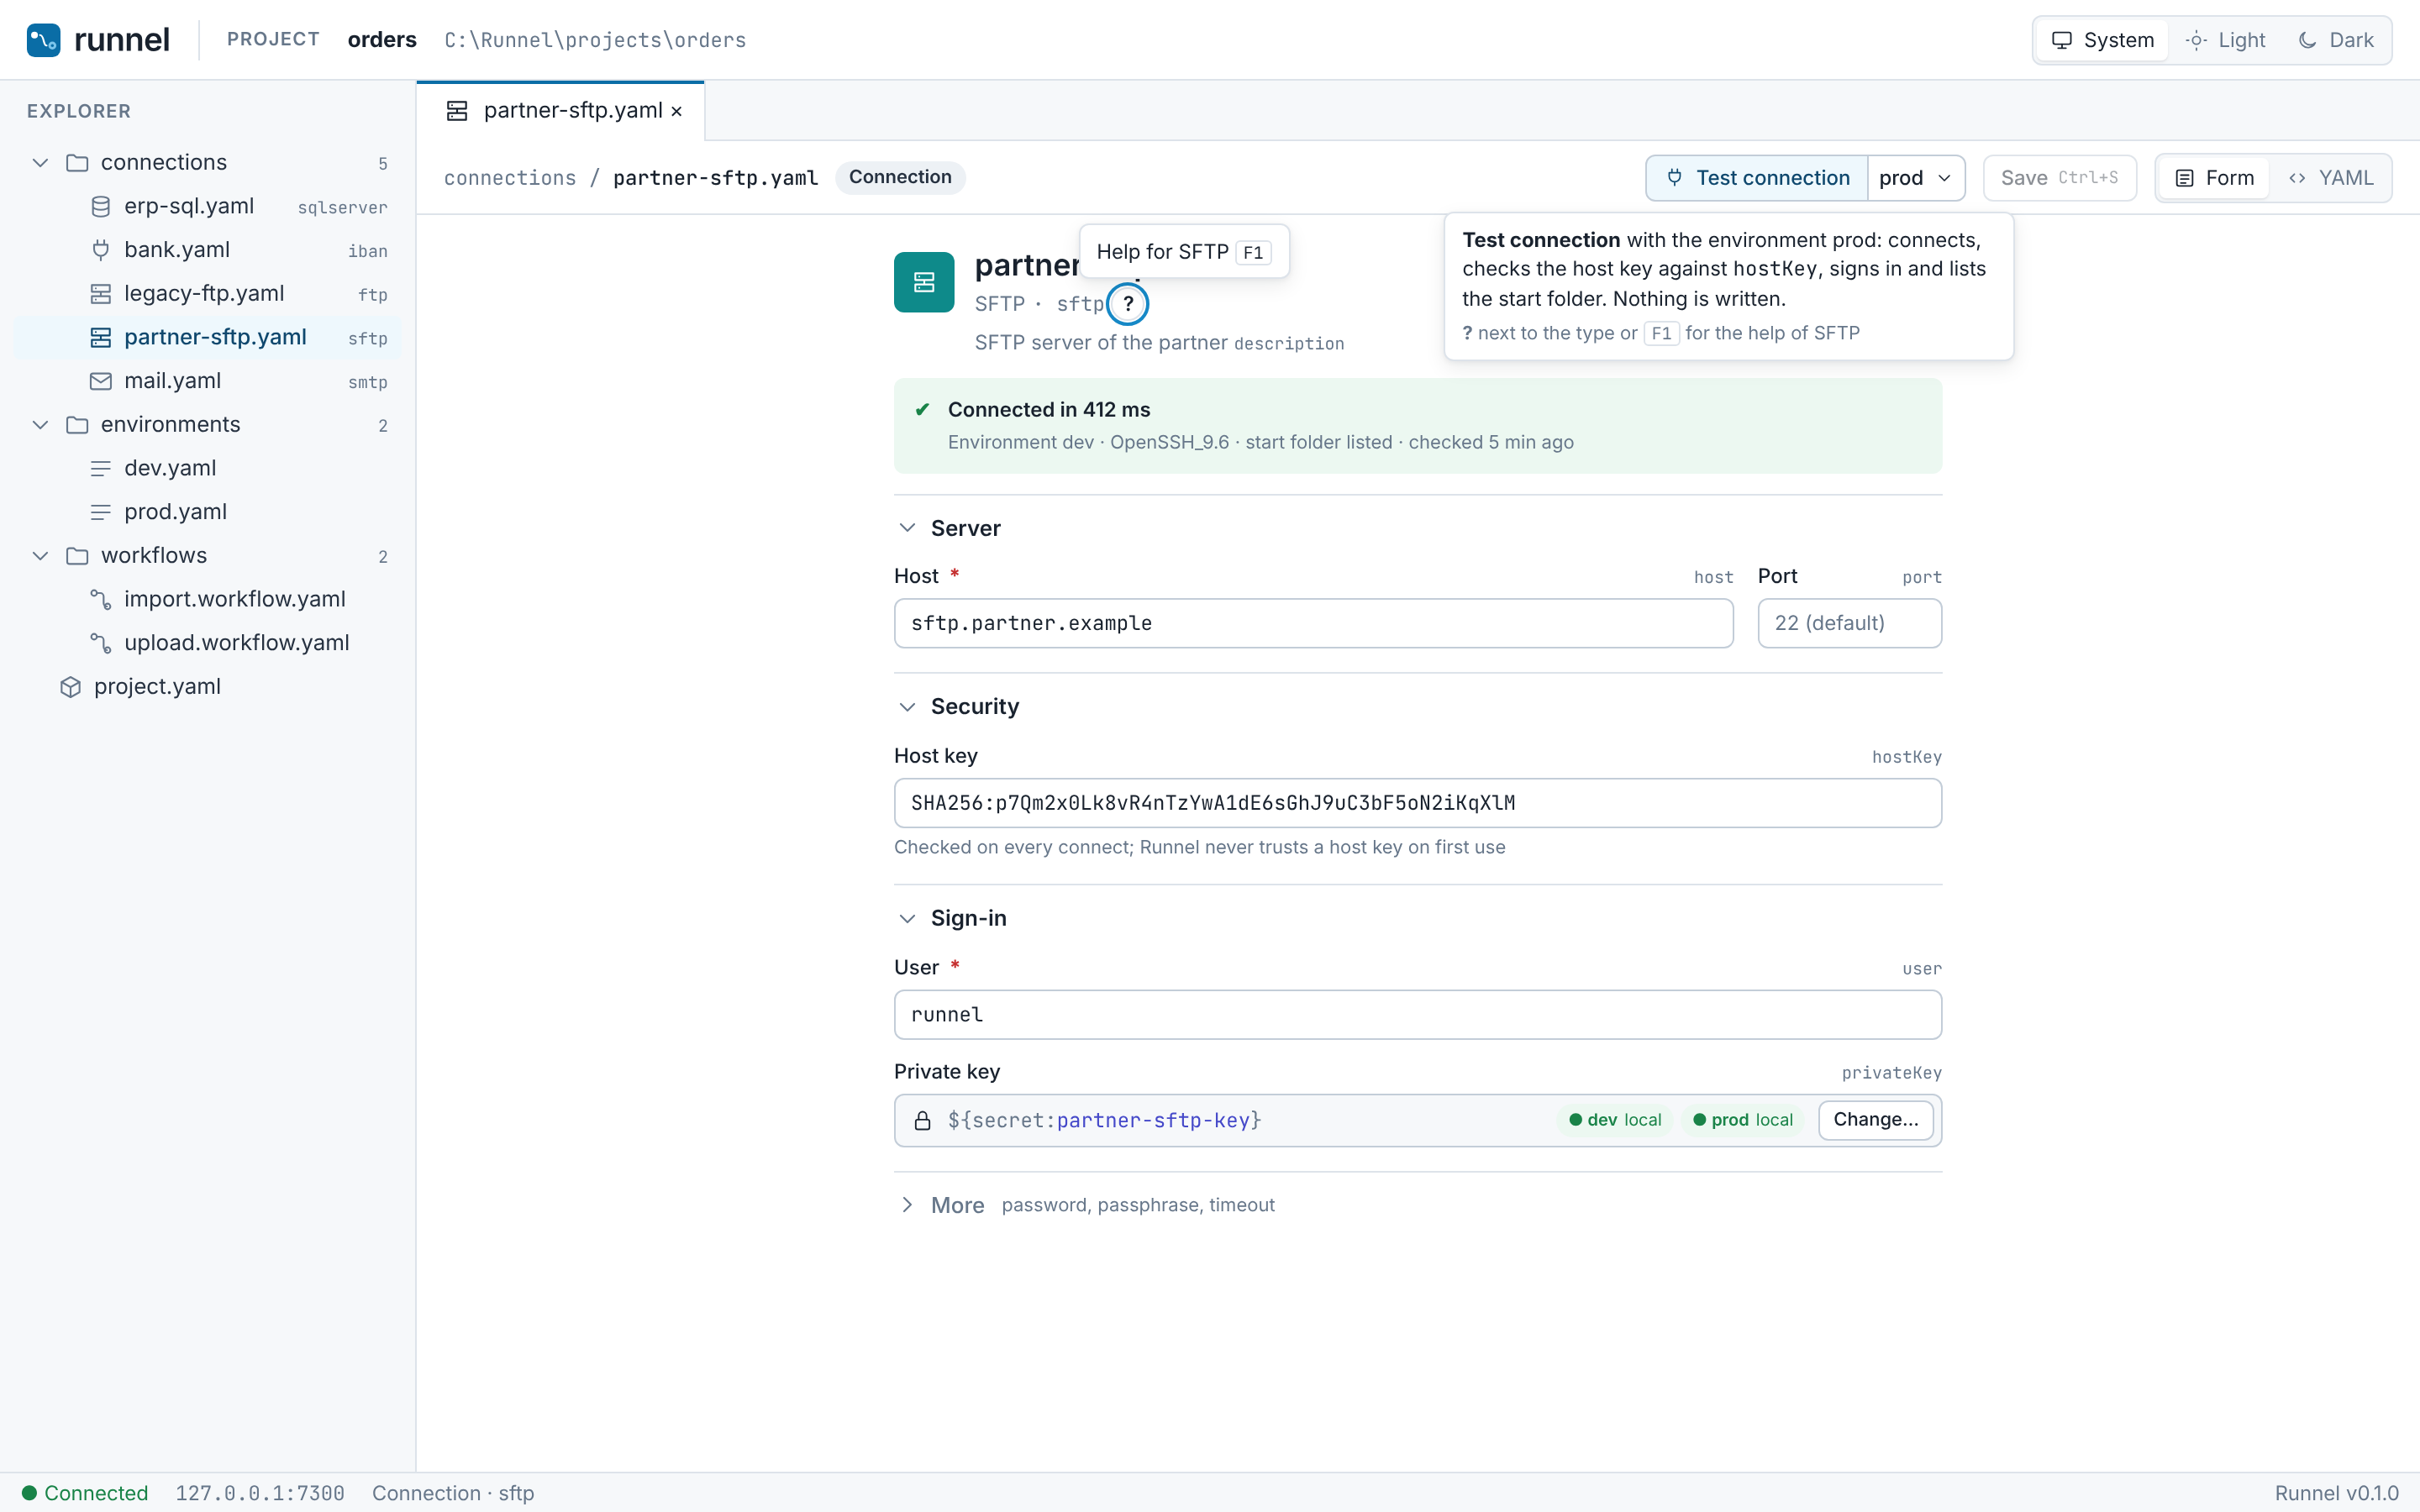 runnel PROJECT orders C:\Runnel\projects\orders System Light Dark
EXPLORER
connections 5
erp-sql.yaml sqlserver
bank.yaml iban
legacy-ftp.yaml ftp
partner-sftp.yaml sftp
mail.yaml smtp
environments 2
dev.yaml
prod.yaml
workflows 2
import.workflow.yaml
upload.workflow.yaml
project.yaml
partner-sftp.yaml ×
connections / partner-sftp.yaml Connection Test connection prod Save Ctrl+S Form YAML
Help for SFTP F1
Test connection with the environment prod: connects,
checks the host key against hostKey, signs in and lists
the start folder. Nothing is written.
? next to the type or F1 for the help of SFTP
SFTP · sftp ?
SFTP server of the partner description
✔ Connected in 412 ms
Environment dev · OpenSSH_9.6 · start folder listed · checked 5 min ago
Server
Host * host Port port
sftp.partner.example 22 (default)
Security
Host key hostKey
SHA256:p7Qm2x0Lk8vR4nTzYwA1dE6sGhJ9uC3bF5oN2iKqXlM
Checked on every connect; Runnel never trusts a host key on first use
Sign-in
User * user
runnel
Private key privateKey
${secret:partner-sftp-key} dev local prod local Change...
More password, passphrase, timeout
Connected 127.0.0.1:7300 Connection · sftp Runnel v0.1.0